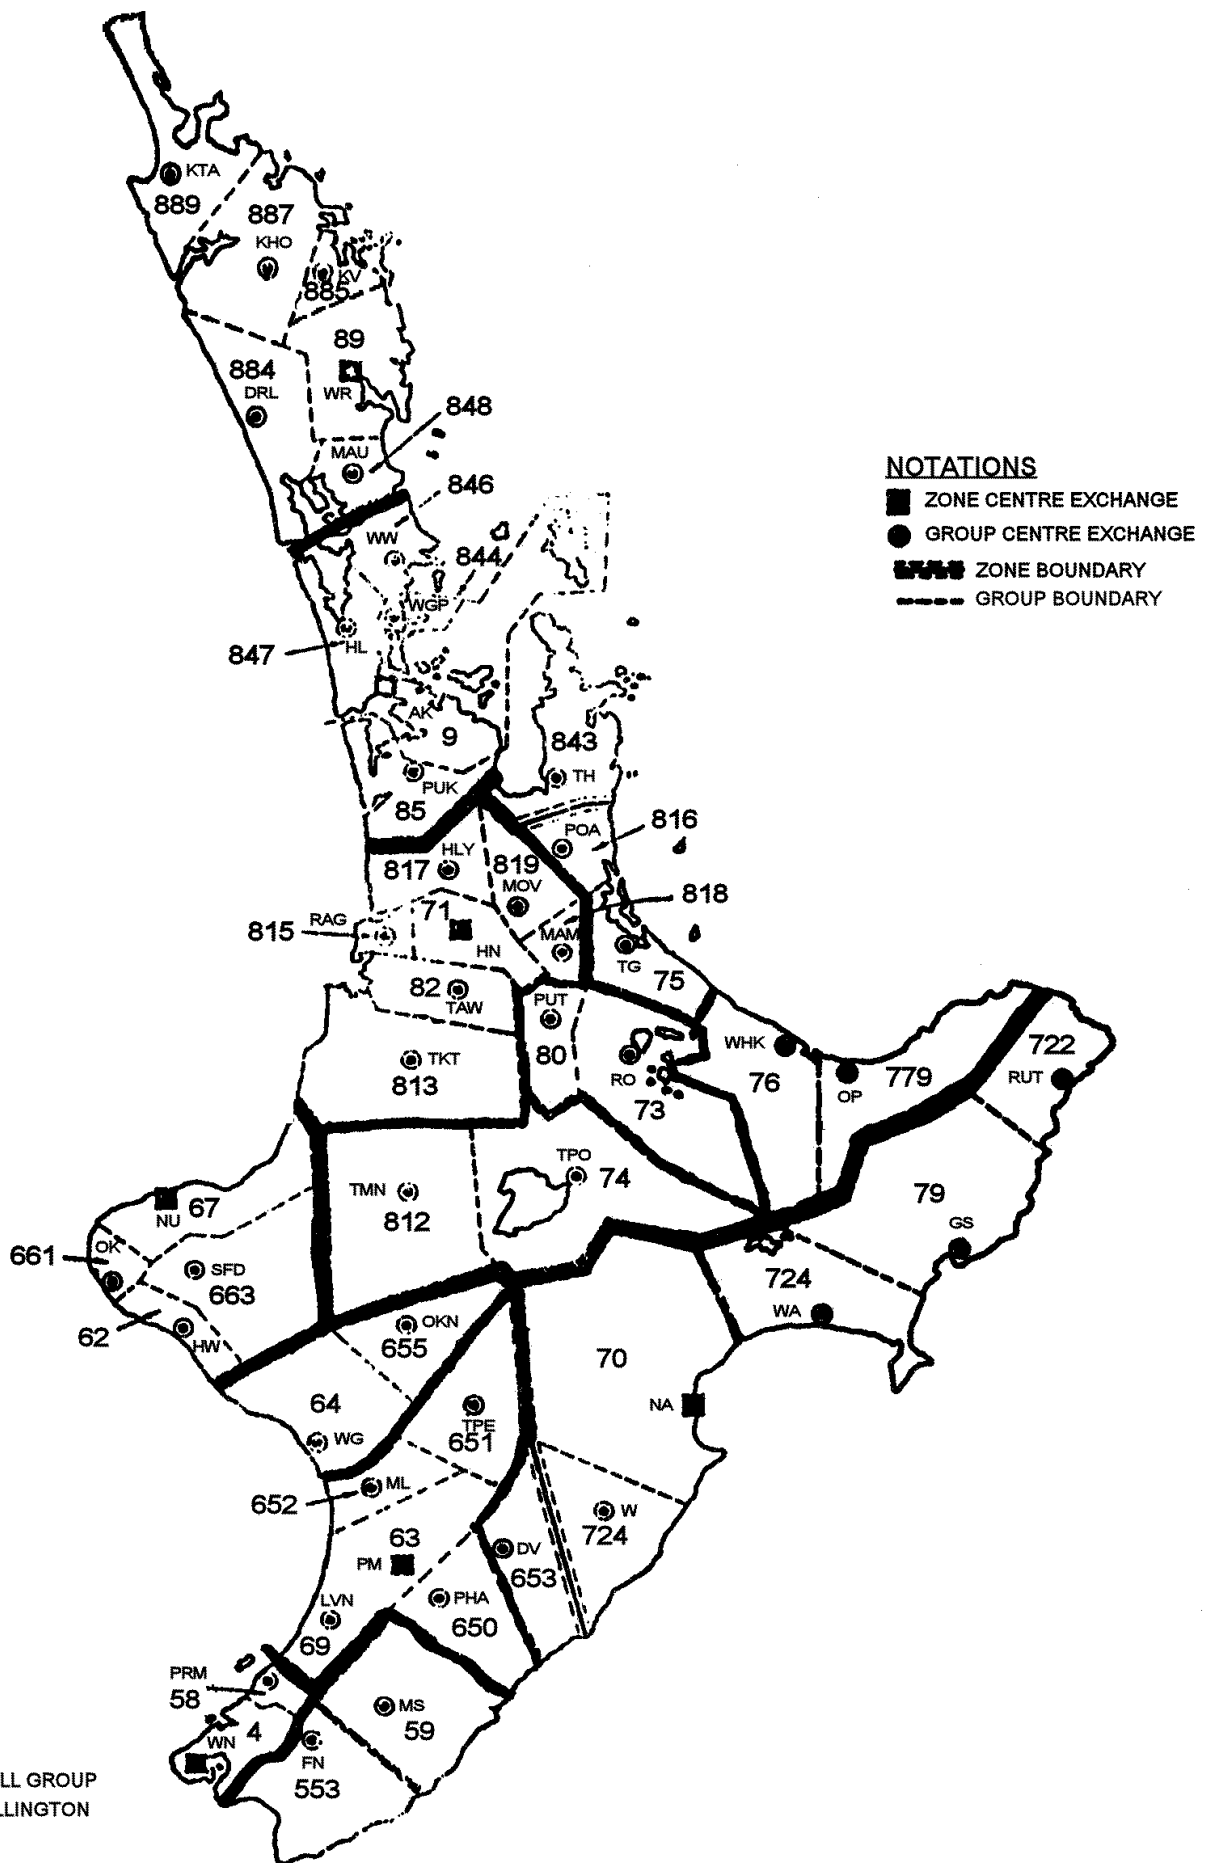 KTA
889
887
KHO
KV
885
89
884
DRL
WR
848
MAU
846
NOTATIONS
ZONE CENTRE EXCHANGE
GROUP CENTRE EXCHANGE
ZONE BOUNDARY
GROUP BOUNDARY
WW
844
WGP
847
HL
AK
9
843
TH
PUK
85
816
POA
HLY
817
819
MOV
818
71
RAG
815
HN
MAM
TG
75
82
TAW
PUT
80
TKT
813
RO
73
WHK
76
OP
779
722
RUT
TPO
74
TMN
812
67
NU
79
GS
OK
661
SFD
663
724
WA
62
HW
OKN
655
70
64
NA
WG
TPE
651
ML
652
W
724
63
PM
DV
653
PHA
650
LVN
69
PRM
58
MS
59
4
WN
FN
553
LL GROUP
LLINGTON